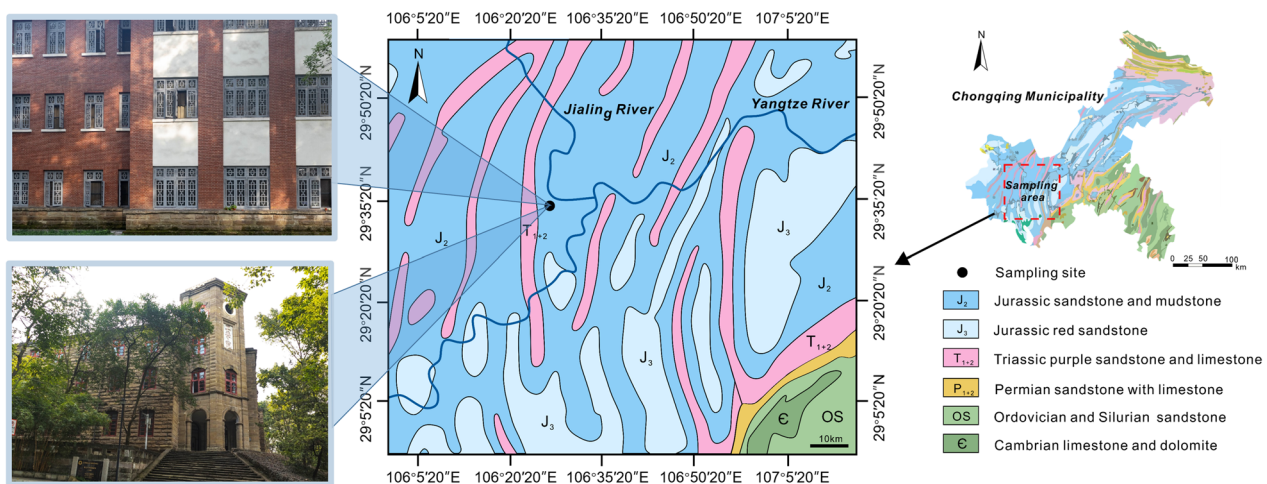 106°5′20″E 106°20′20″E 106°35′20″E 106°50′20″E 107°5′20″E
29°50′20″N
29°35′20″N
29°20′20″N
29°5′20″N
N
Jialing River
Yangtze River
J2
J2
T1+2
J3
J2
T1+2
J3
J3
Є
OS
10km
29°50′20″N
29°35′20″N
29°20′20″N
29°5′20″N
106°5′20″E 106°20′20″E 106°35′20″E 106°50′20″E 107°5′20″E
N
Chongqing Municipality
Sampling
area
0 25 50 100
km
Sampling site
J2 Jurassic sandstone and mudstone
J3 Jurassic red sandstone
T1+2 Triassic purple sandstone and limestone
P1+2 Permian sandstone with limestone
OS Ordovician and Silurian sandstone
Є Cambrian limestone and dolomite